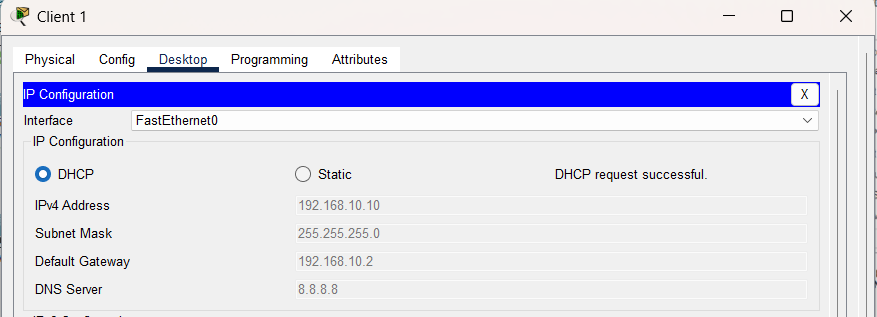 Client 1
Physical Config Desktop Programming Attributes
IP Configuration X
Interface FastEthernet0
IP Configuration
DHCP Static DHCP request successful.
IPv4 Address 192.168.10.10
Subnet Mask 255.255.255.0
Default Gateway 192.168.10.2
DNS Server 8.8.8.8